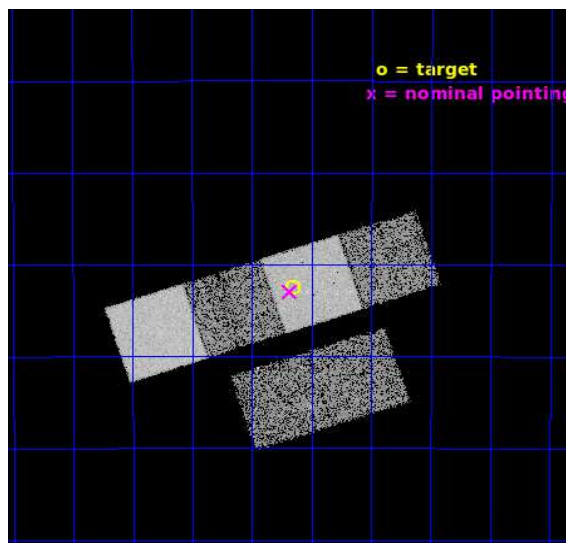 o = target
x = nominal pointing